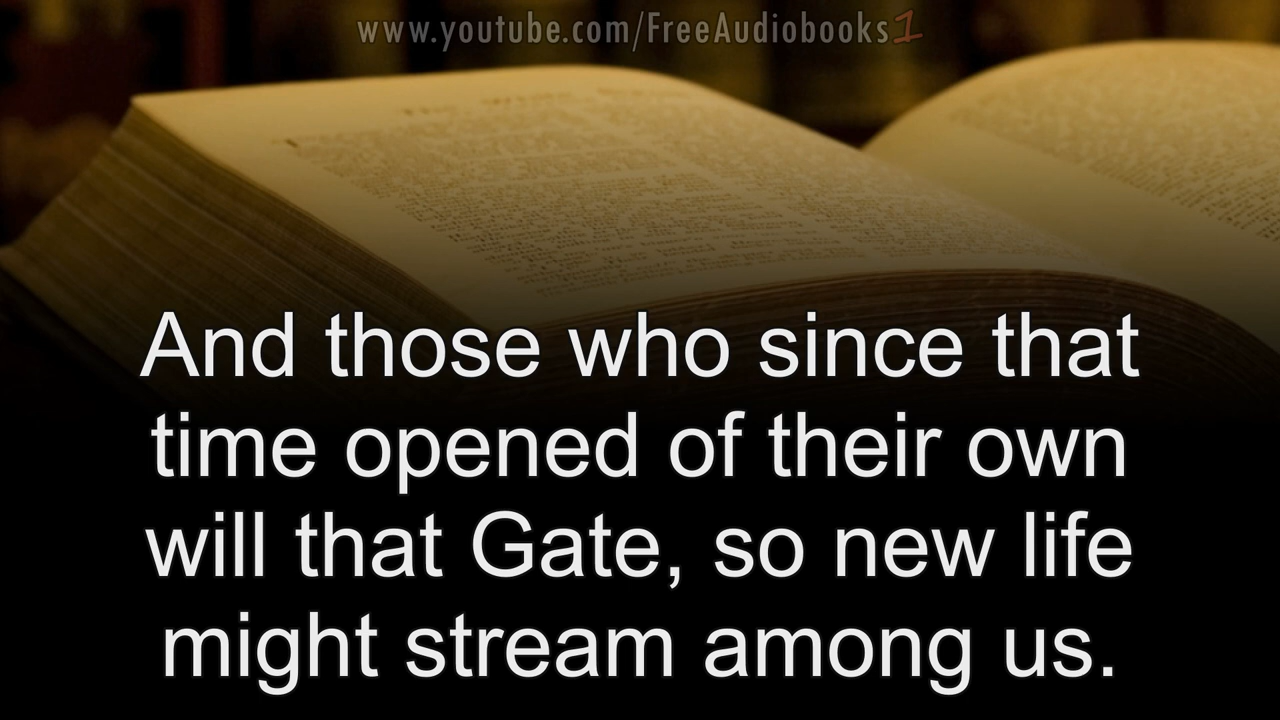 www.youtube.com/FreeAudiobooks1
And those who since that
time opened of their own
will that Gate, so new life
might stream among us.